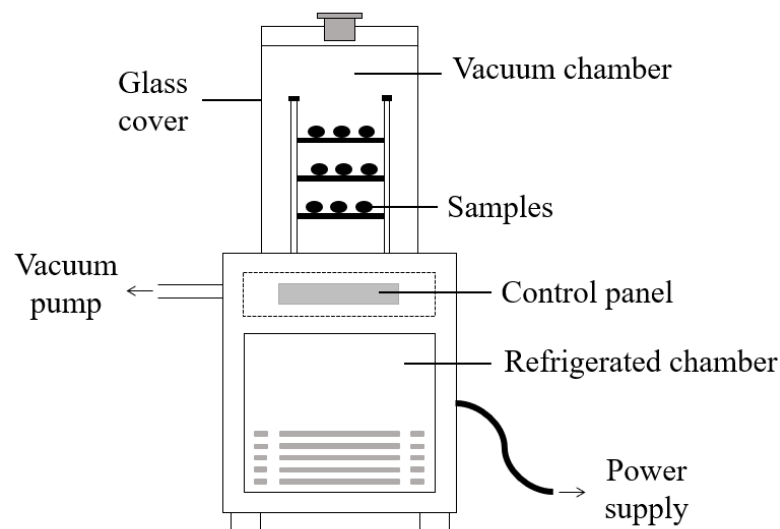 Glass
cover
Vacuum chamber
Samples
Vacuum
pump
Control panel
Refrigerated chamber
Power
supply